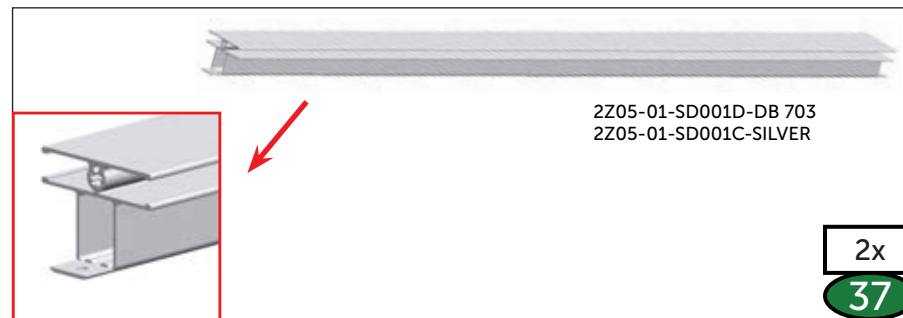 2Z05-01-SD001D-DB 703
2Z05-01-SD001C-SILVER
2x
37